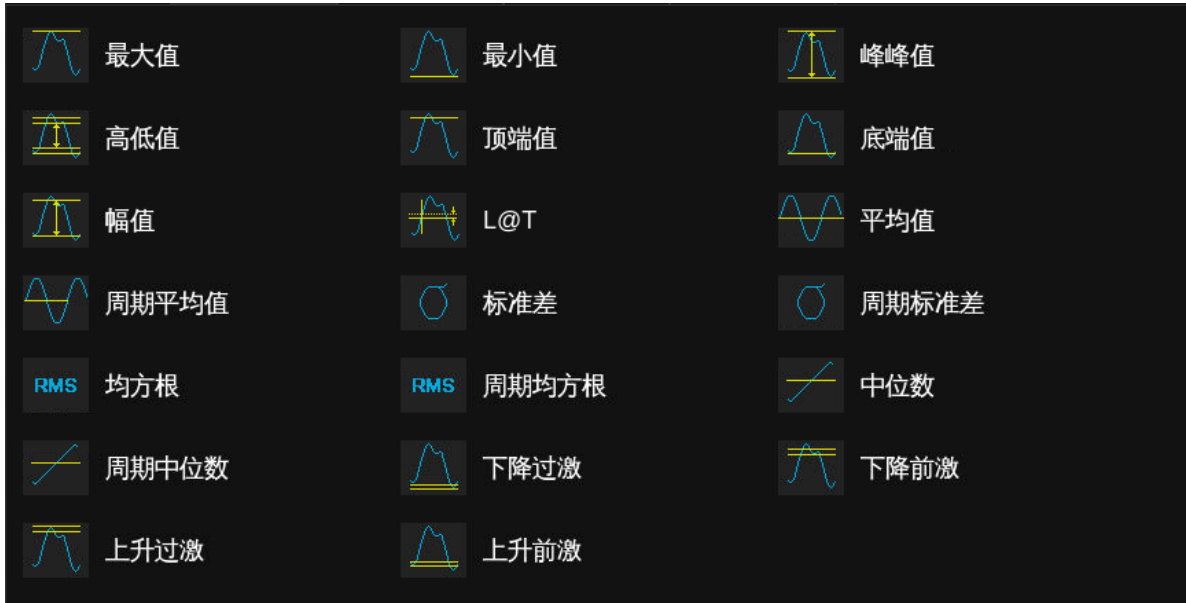 最大值
最小值
峰峰值
高低值
顶端值
底端值
幅值
L@T
平均值
周期平均值
标准差
周期标准差
RMS 均方根
RMS 周期均方根
中位数
周期中位数
下降过激
下降前激
上升过激
上升前激